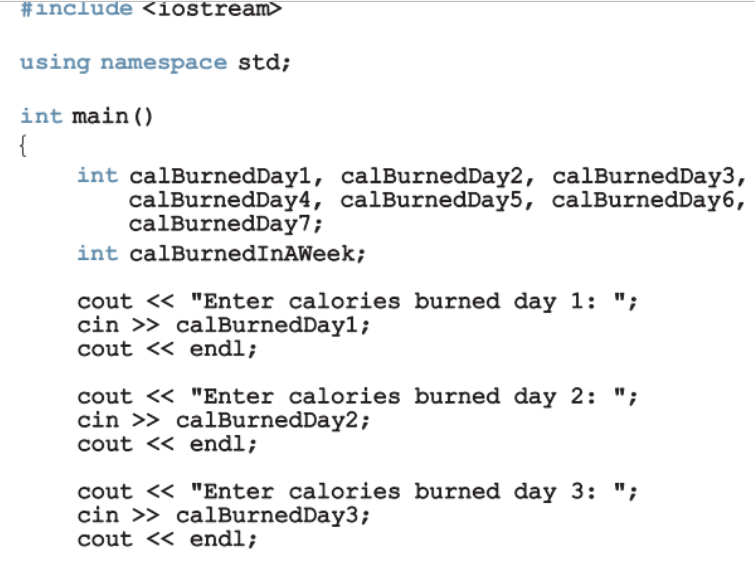 #include <iostream>
using namespace std;
int main()
{
int calBurnedDay1, calBurnedDay2, calBurnedDay3,
calBurnedDay4, calBurnedDay5, calBurnedDay6,
calBurnedDay7;
int calBurnedInAWeek;
cout << "Enter calories burned day 1: ";
cin >> calBurnedDay1;
cout << endl;
cout << "Enter calories burned day 2: ";
cin >> calBurnedDay2;
cout << endl;
cout << "Enter calories burned day 3: ";
cin >> calBurnedDay3;
cout << endl;